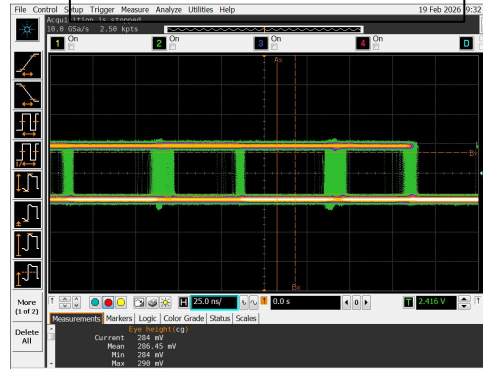 File Control Setup Trigger Measure Analyze Utilities Help 19 Feb 2026 9:32
Acquisition is stopped
10.0 GSa/s 2.50 kpts
1 On 2 On 3 On 4 On D
Ax
Bx
More
(1 of 2)
Delete
All
H 25.0 ns/ 0.0 s 0 T 2.416 V
Measurements Markers Logic Color Grade Status Scales
Eye height(cg)
Current 284 mV
Mean 286.45 mV
Min 284 mV
Max 290 mV